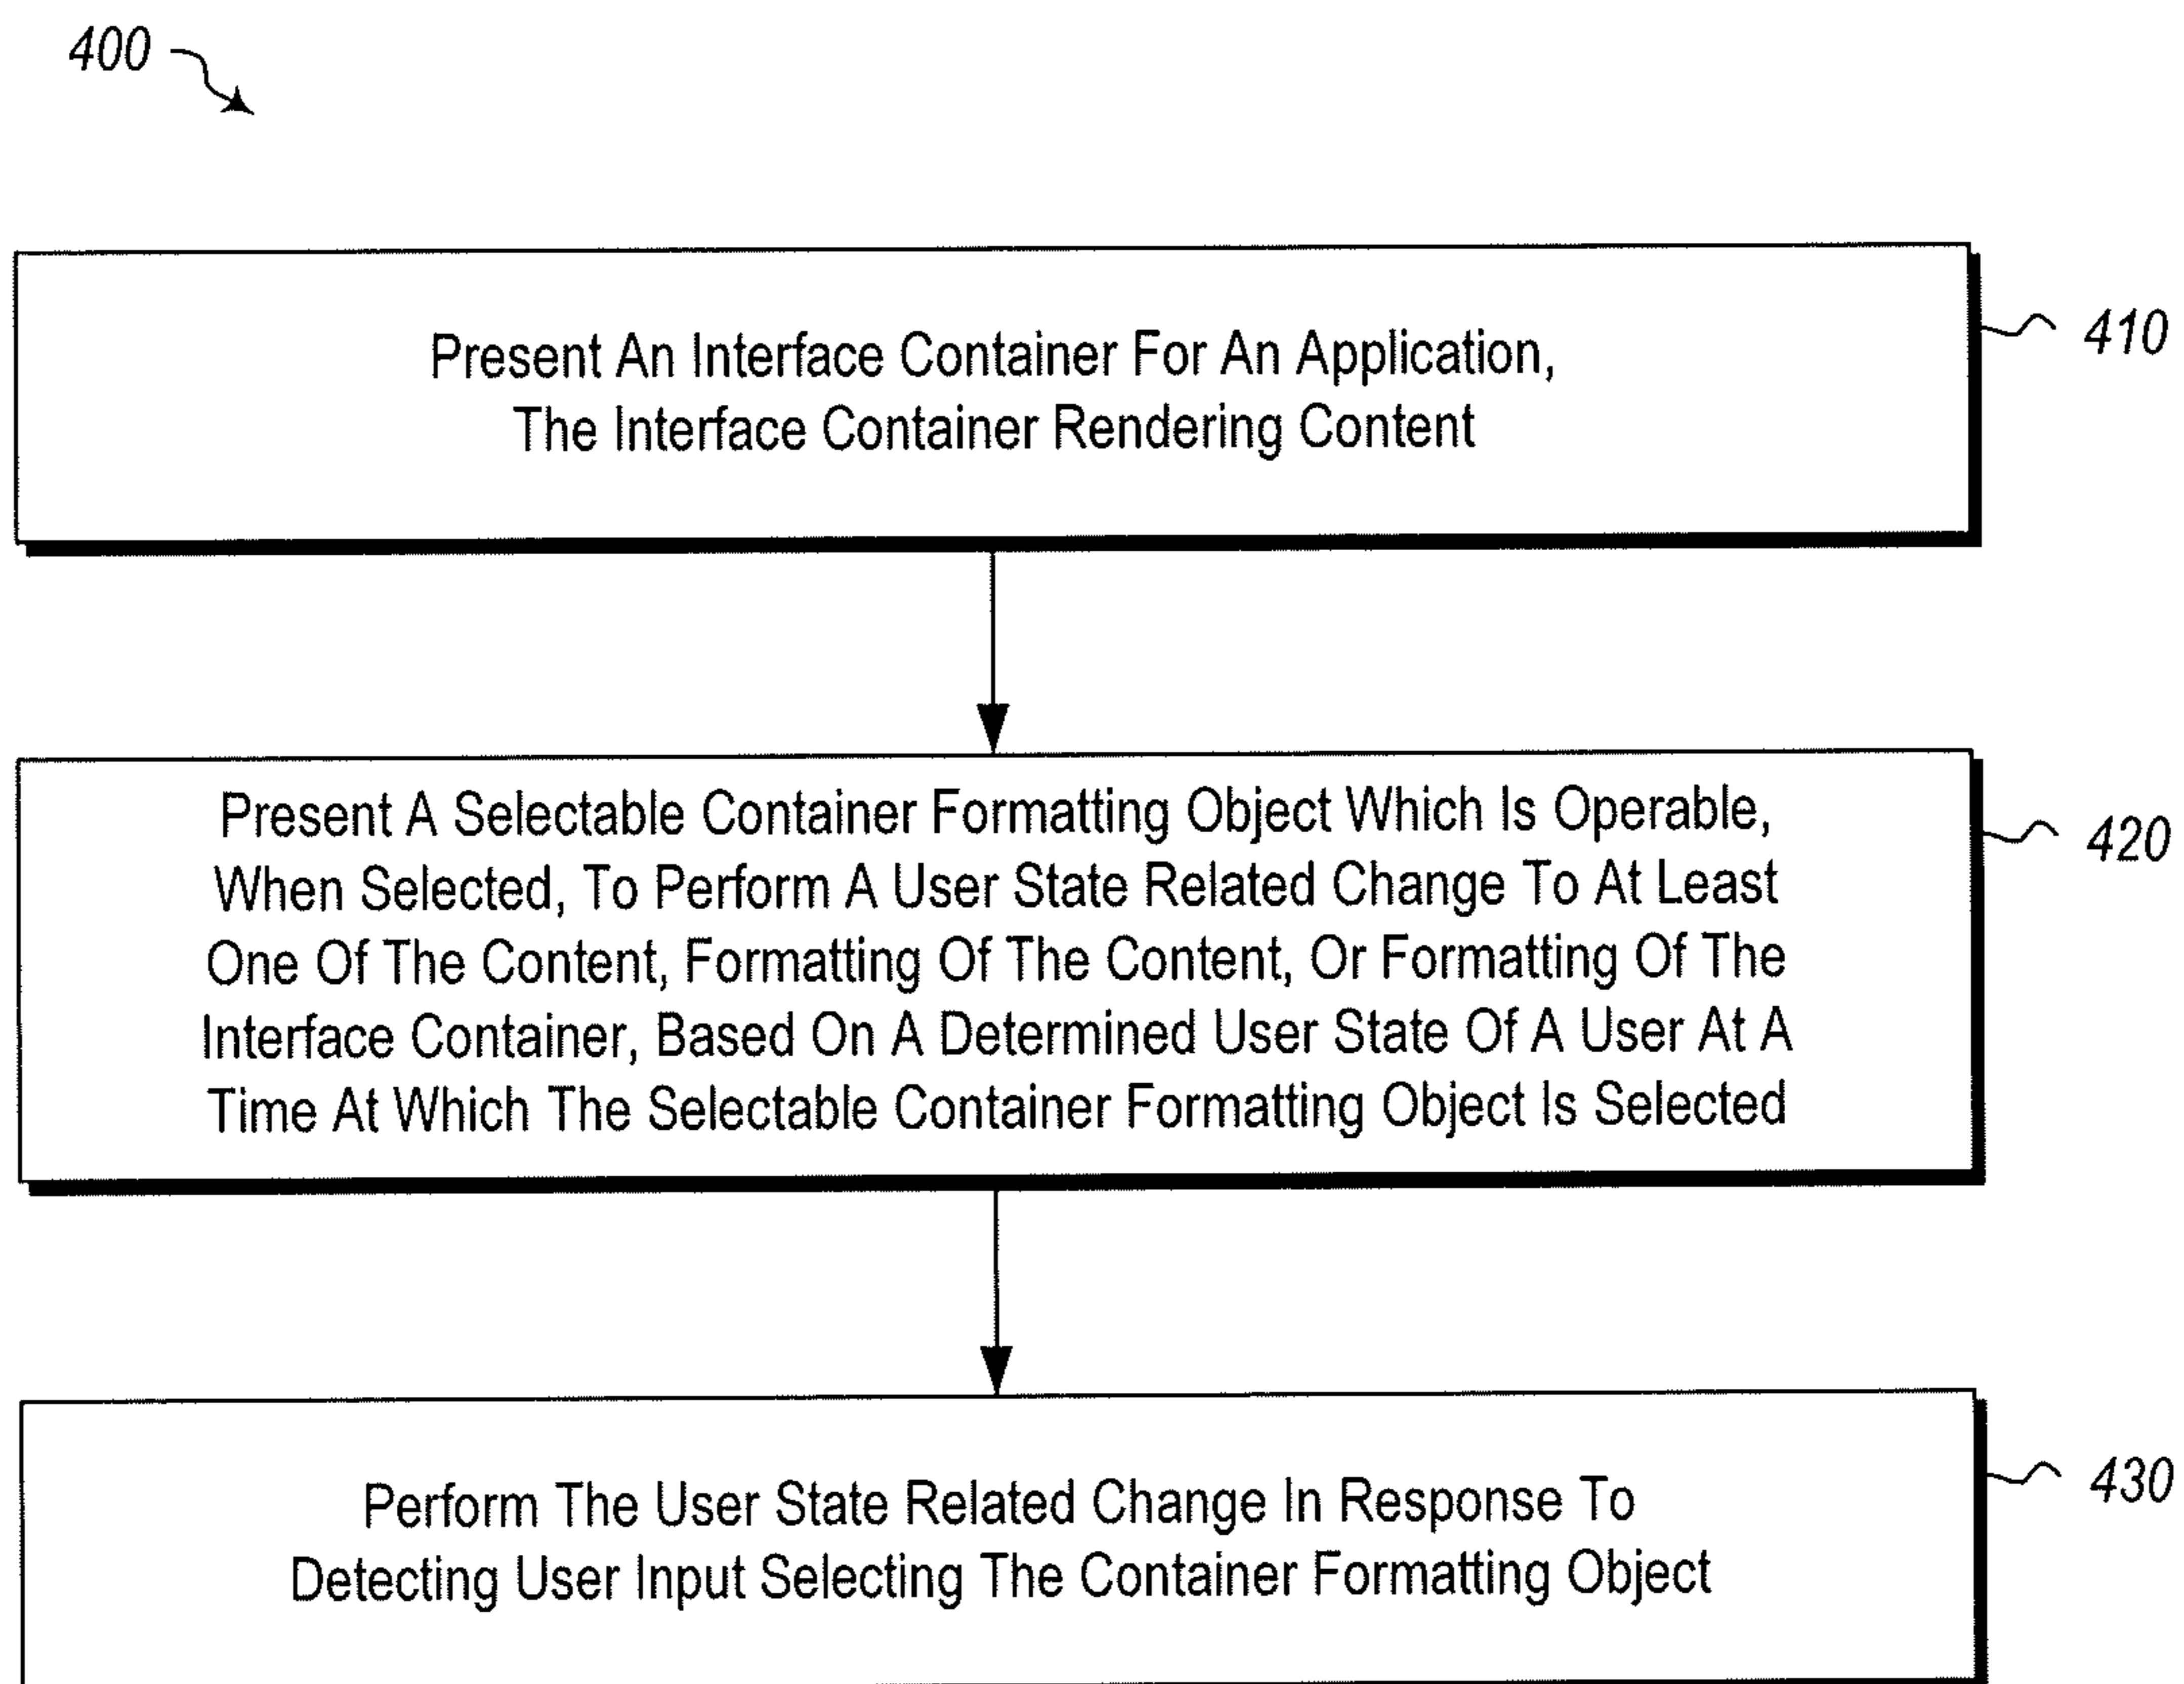 400
Present An Interface Container For An Application,
The Interface Container Rendering Content
410
Present A Selectable Container Formatting Object Which Is Operable,
When Selected, To Perform A User State Related Change To At Least
One Of The Content, Formatting Of The Content, Or Formatting Of The
Interface Container, Based On A Determined User State Of A User At A
Time At Which The Selectable Container Formatting Object Is Selected
420
Perform The User State Related Change In Response To
Detecting User Input Selecting The Container Formatting Object
430